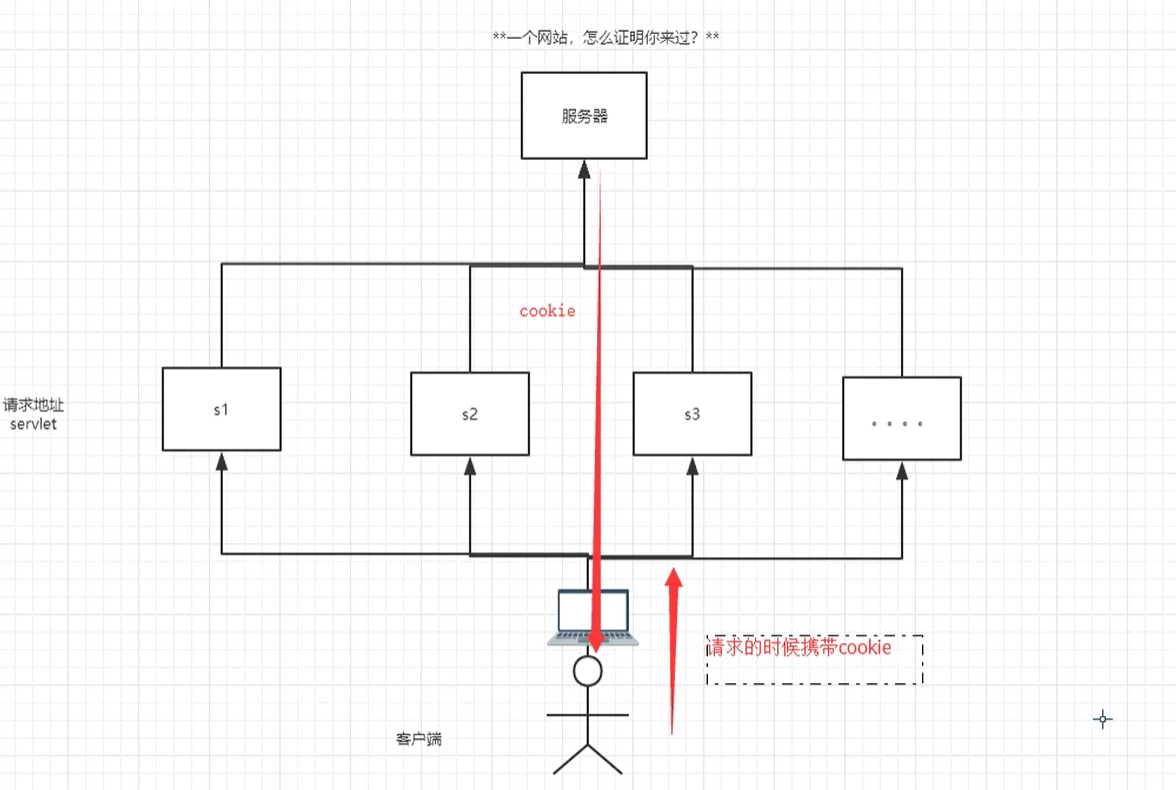 **一个网站，怎么证明你来过？**
服务器
cookie
请求地址
servlet
s1
s2
s3
。。。。
请求的时候携带cookie
客户端